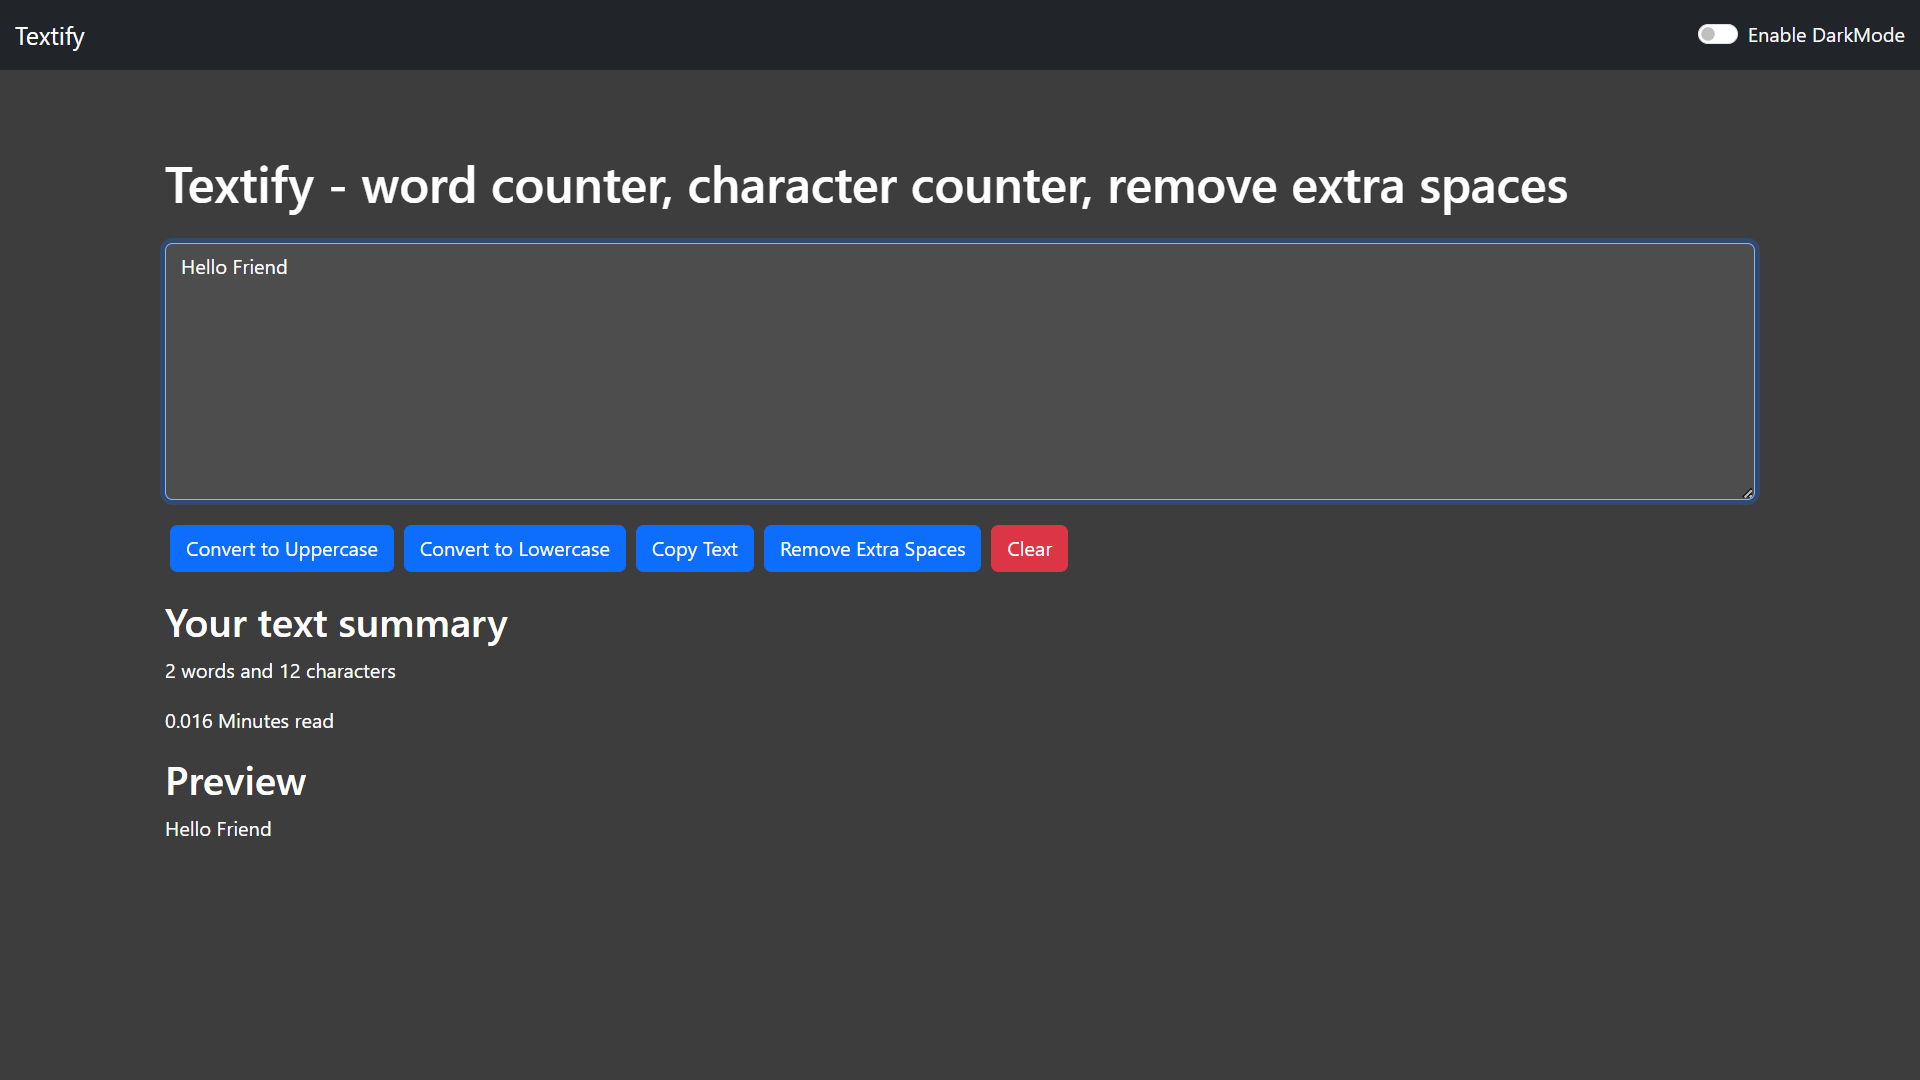 Textify
Enable DarkMode
Textify - word counter, character counter, remove extra spaces
Hello Friend
Convert to Uppercase
Convert to Lowercase
Copy Text
Remove Extra Spaces
Clear
Your text summary
2 words and 12 characters
0.016 Minutes read
Preview
Hello Friend